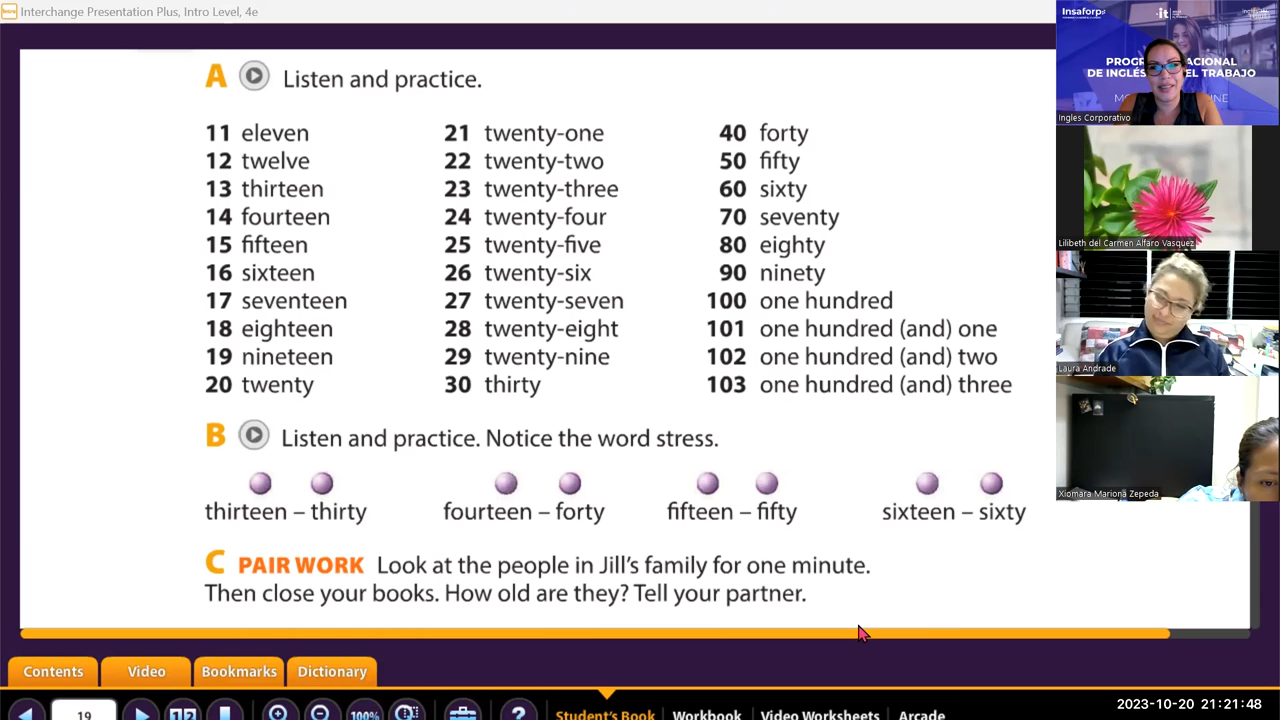 Interchange Presentation Plus, Intro Level, 4e
A Listen and practice.
11 eleven
12 twelve
13 thirteen
14 fourteen
15 fifteen
16 sixteen
17 seventeen
18 eighteen
19 nineteen
20 twenty
21 twenty-one
22 twenty-two
23 twenty-three
24 twenty-four
25 twenty-five
26 twenty-six
27 twenty-seven
28 twenty-eight
29 twenty-nine
30 thirty
40 forty
50 fifty
60 sixty
70 seventy
80 eighty
90 ninety
100 one hundred
101 one hundred (and) one
102 one hundred (and) two
103 one hundred (and) three
B Listen and practice. Notice the word stress.
thirteen – thirty fourteen – forty fifteen – fifty sixteen – sixty
C PAIR WORK Look at the people in Jill's family for one minute.
Then close your books. How old are they? Tell your partner.
Contents Video Bookmarks Dictionary
19 100% ? Student's Book Workbook Video Worksheets Arcade
Insaforp
it
DE INGLÉS EL TRABAJO
Ingles Corporativo
Lilibeth del Carmen Alfaro Vasquez
Laura Andrade
Xiomara Mariona Zepeda
2023-10-20 21:21:48